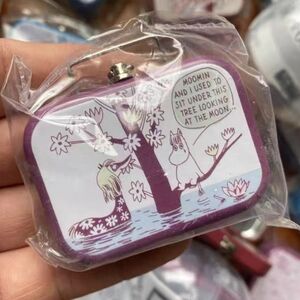 MOOMIN
AND I USED TO
SIT UNDER THIS
TREE LOOKING
AT THE MOON.